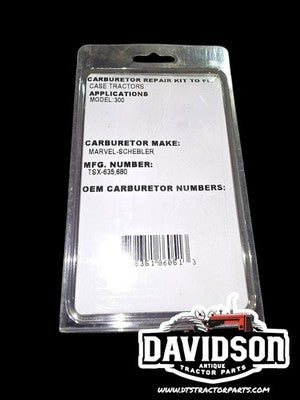 CARBURETOR REPAIR KIT TO
CASE TRACTORS
APPLICATIONS
MODEL:300
CARBURETOR MAKE:
MARVEL-SCHEBLER
MFG. NUMBER:
TSX-635,680
OEM CARBURETOR NUMBERS:
DAVIDSON
ANTIQUE
TRACTOR PARTS
WWW.DTSTRACTORPARTS.COM